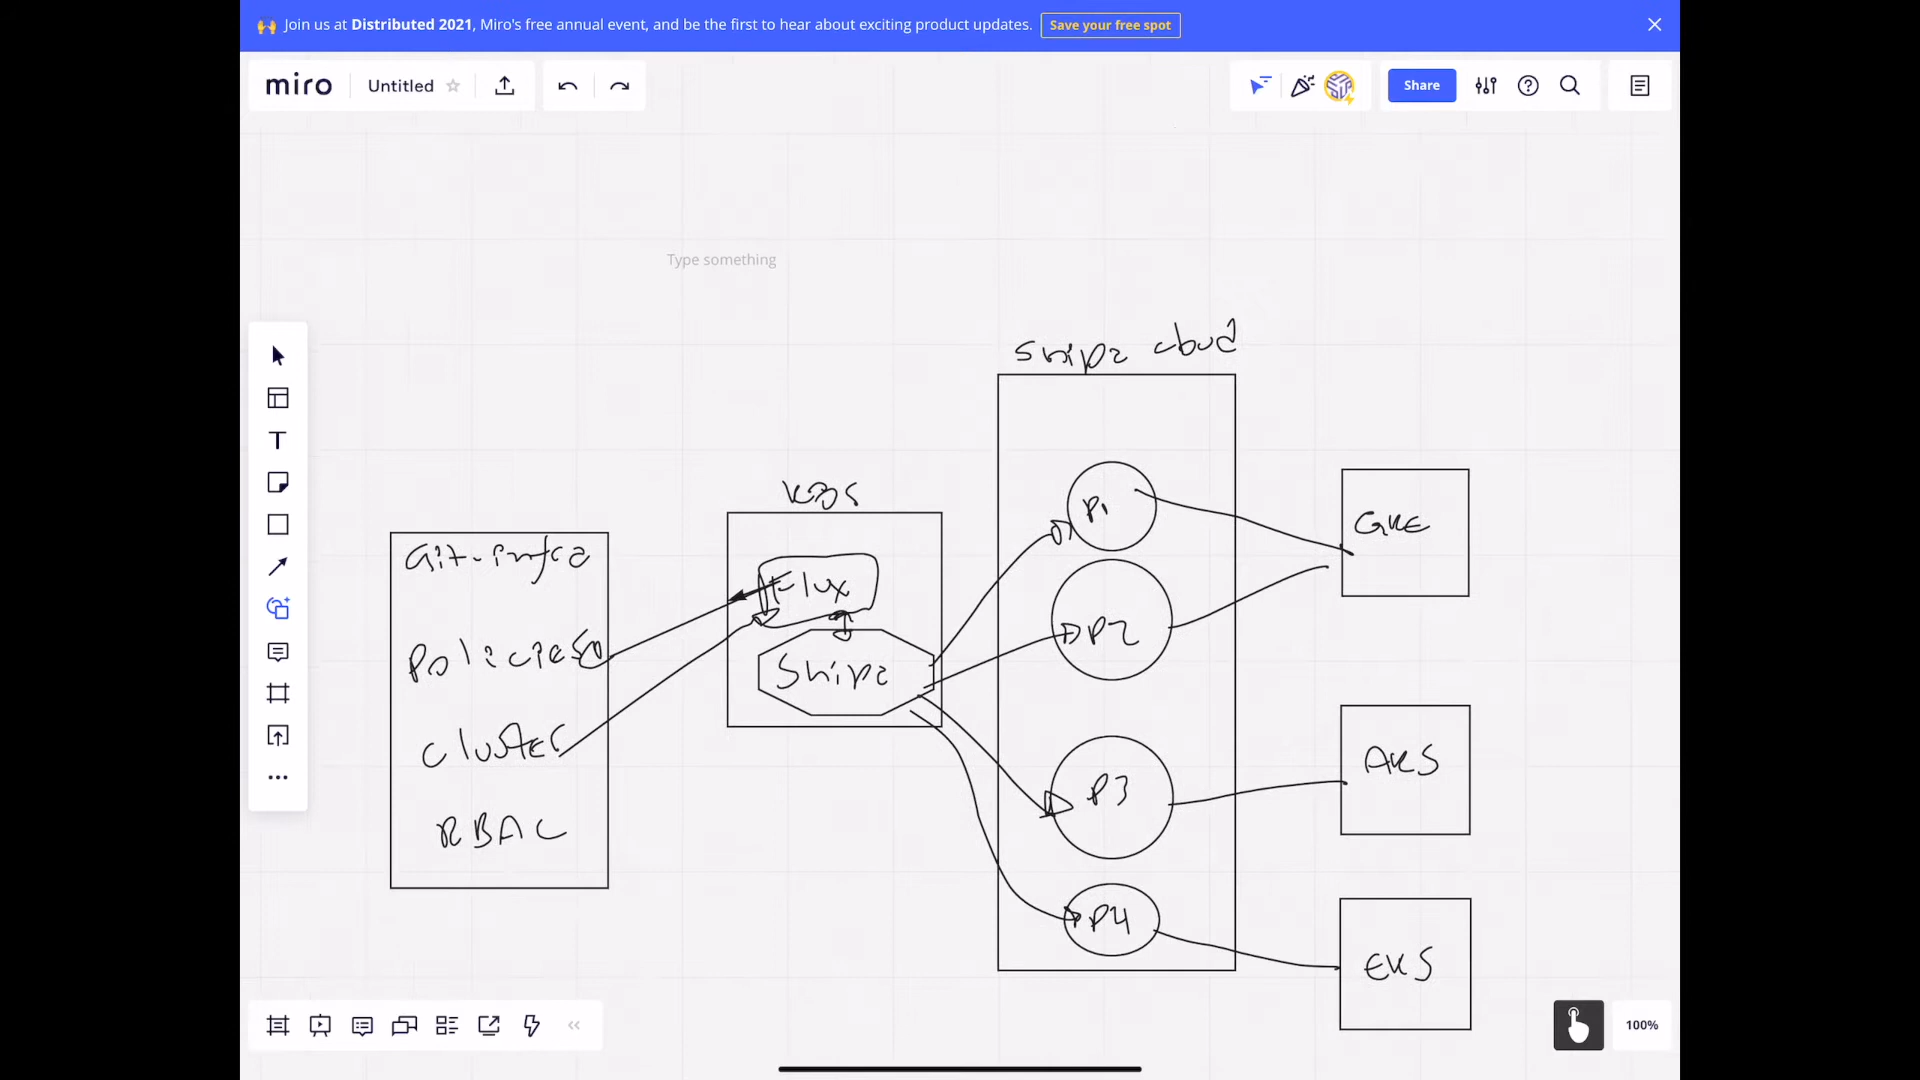 Join us at Distributed 2021, Miro's free annual event, and be the first to hear about exciting product updates.
Save your free spot
miro
Untitled
Share
Type something
Shipa cloud
K8s
Git-infra
Policies
cluster
RBAC
Flux
Shipa
P1
P2
P3
P4
GKE
AKS
EKS
100%